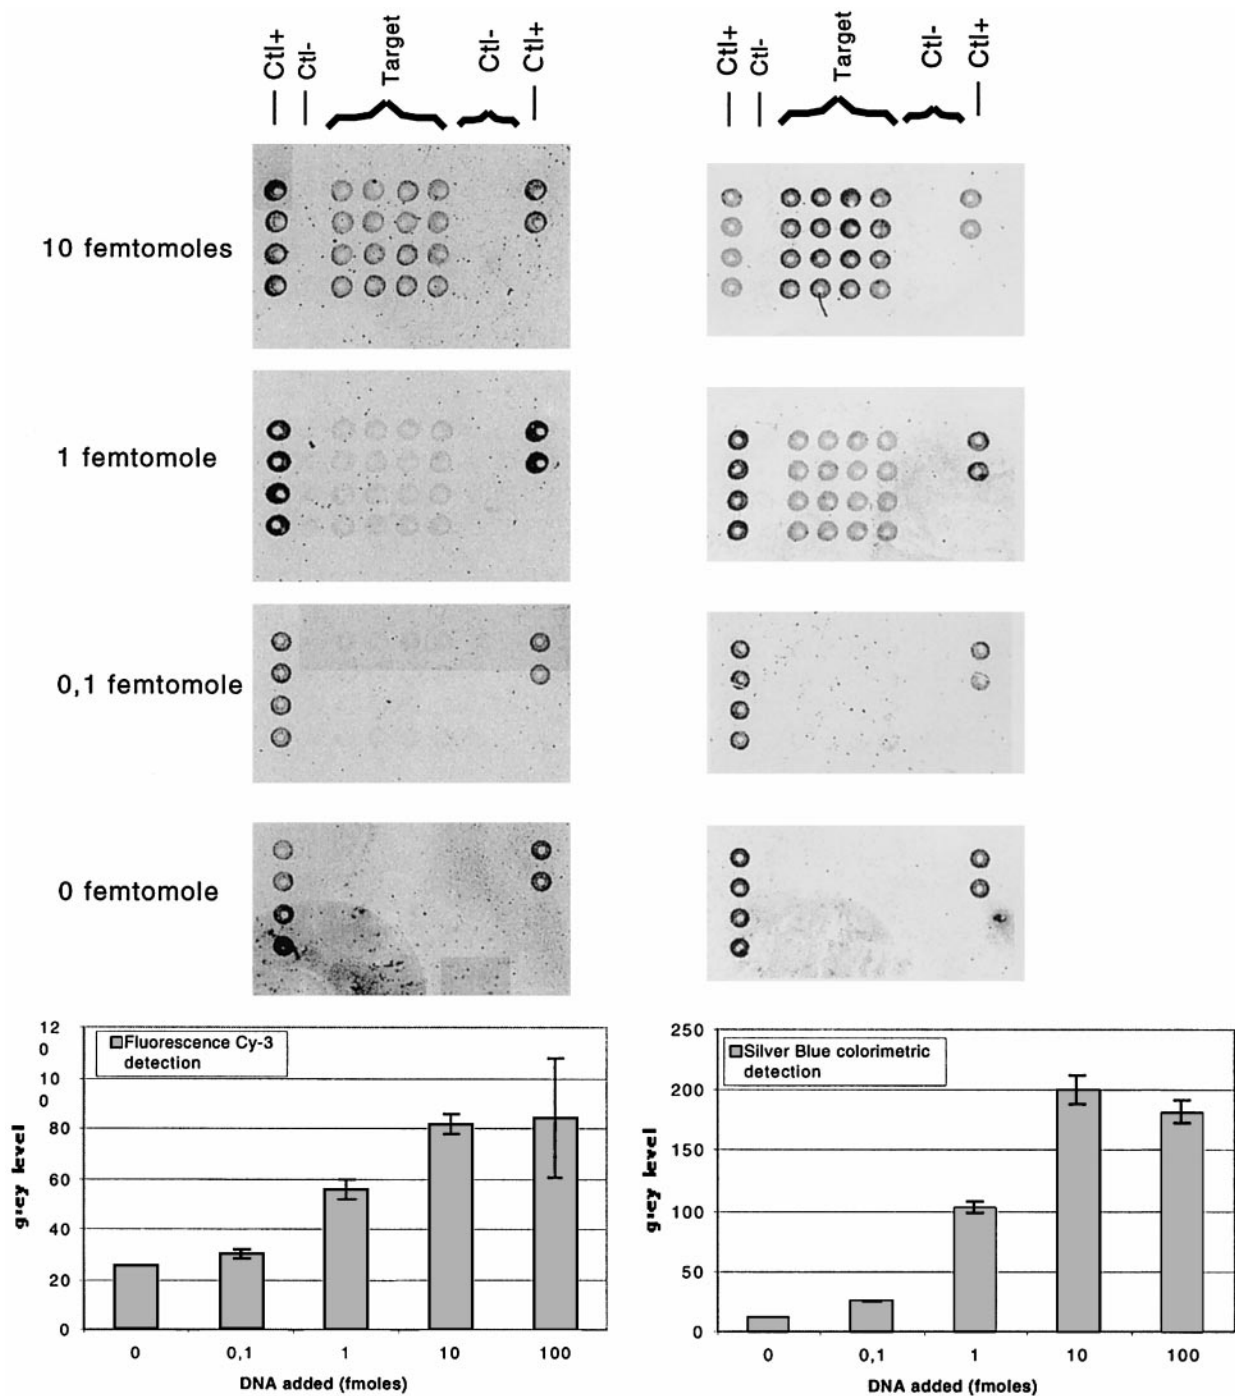 Ctl+ Ctl- Target Ctl- Ctl+
Ctl+ Ctl- Target Ctl- Ctl+
10 femtomoles
1 femtomole
0,1 femtomole
0 femtomole
Fluorescence Cy-3 detection
grey level
12
0
10
0
80
60
40
20
0
0 0,1 1 10 100
DNA added (fmoles)
Silver Blue colorimetric detection
grey level
250
200
150
100
50
0
0 0,1 1 10 100
DNA added (fmoles)